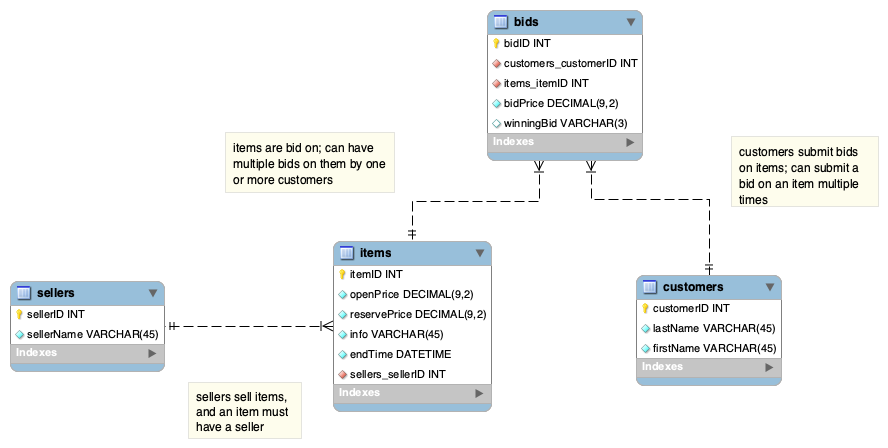 bids
bidID INT
customers_customerID INT
items_itemID INT
bidPrice DECIMAL(9,2)
winningBid VARCHAR(3)
Indexes
items are bid on; can have
multiple bids on them by one
or more customers
customers submit bids
on items; can submit a
bid on an item multiple
times
items
itemID INT
openPrice DECIMAL(9,2)
reservePrice DECIMAL(9,2)
info VARCHAR(45)
endTime DATETIME
sellers_sellerID INT
Indexes
sellers
sellerID INT
sellerName VARCHAR(45)
Indexes
customers
customerID INT
lastName VARCHAR(45)
firstName VARCHAR(45)
Indexes
sellers sell items,
and an item must
have a seller